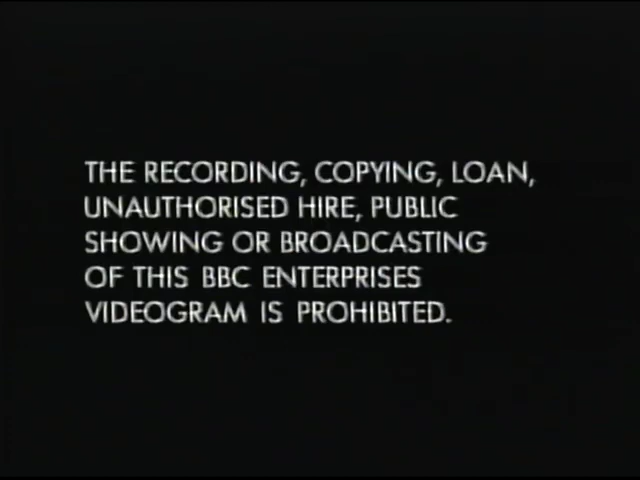 THE RECORDING, COPYING, LOAN,
UNAUTHORISED HIRE, PUBLIC
SHOWING OR BROADCASTING
OF THIS BBC ENTERPRISES
VIDEOGRAM IS PROHIBITED.